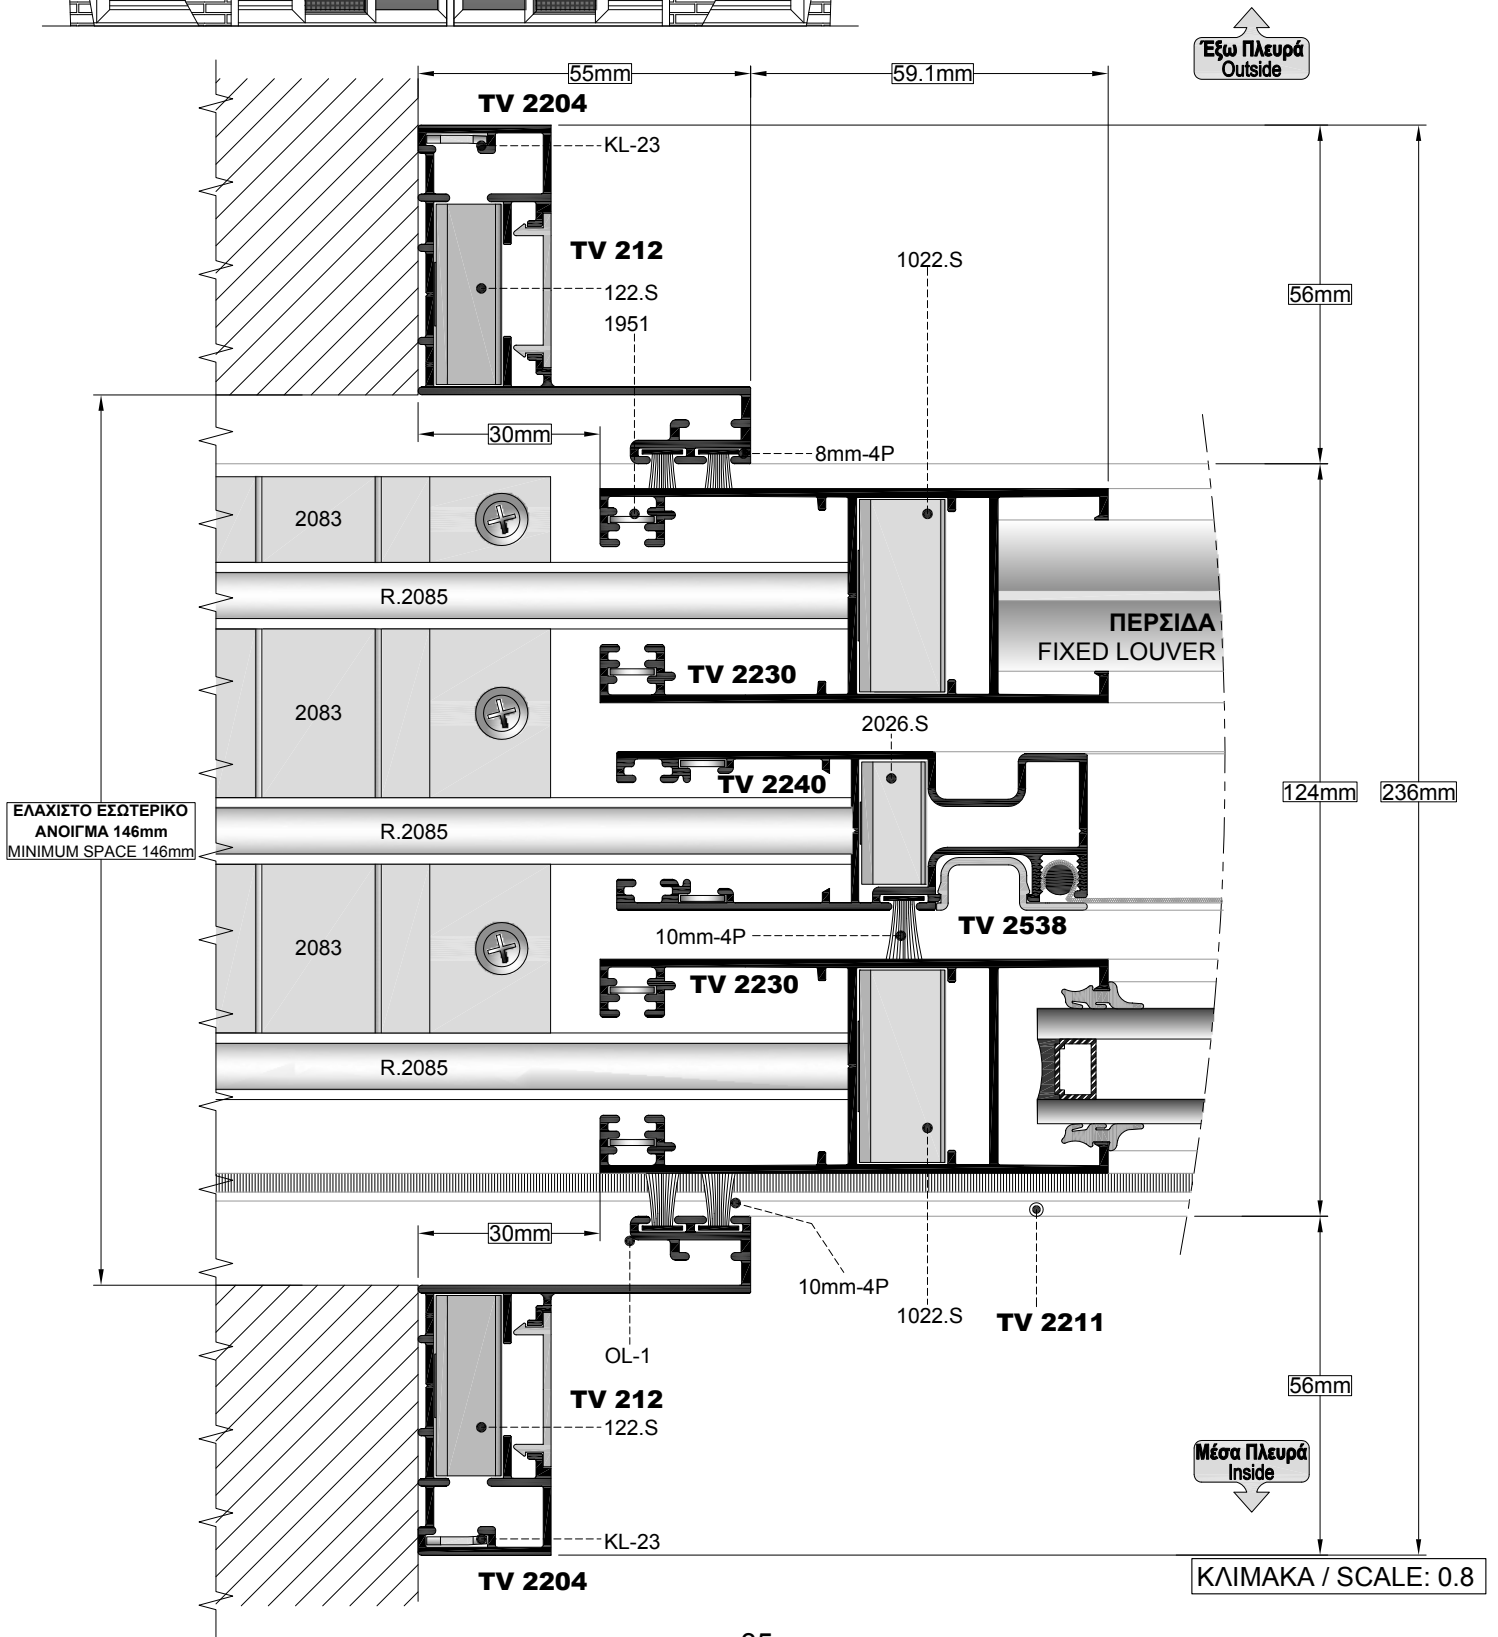 Έξω Πλευρά
Outside
55mm
59.1mm
TV 2204
KL-23
TV 212
1022.S
122.S
56mm
1951
30mm
8mm-4P
2083
R.2085
ΠΕΡΣΙΔΑ
FIXED LOUVER
TV 2230
2083
2026.S
TV 2240
124mm
236mm
ΕΛΑΧΙΣΤΟ ΕΣΩΤΕΡΙΚΟ
ΑΝΟΙΓΜΑ 146mm
MINIMUM SPACE 146mm
R.2085
TV 2538
10mm-4P
2083
TV 2230
R.2085
30mm
10mm-4P
1022.S
TV 2211
OL-1
56mm
TV 212
122.S
Μέσα Πλευρά
Inside
KL-23
TV 2204
ΚΛΙΜΑΚΑ / SCALE: 0.8